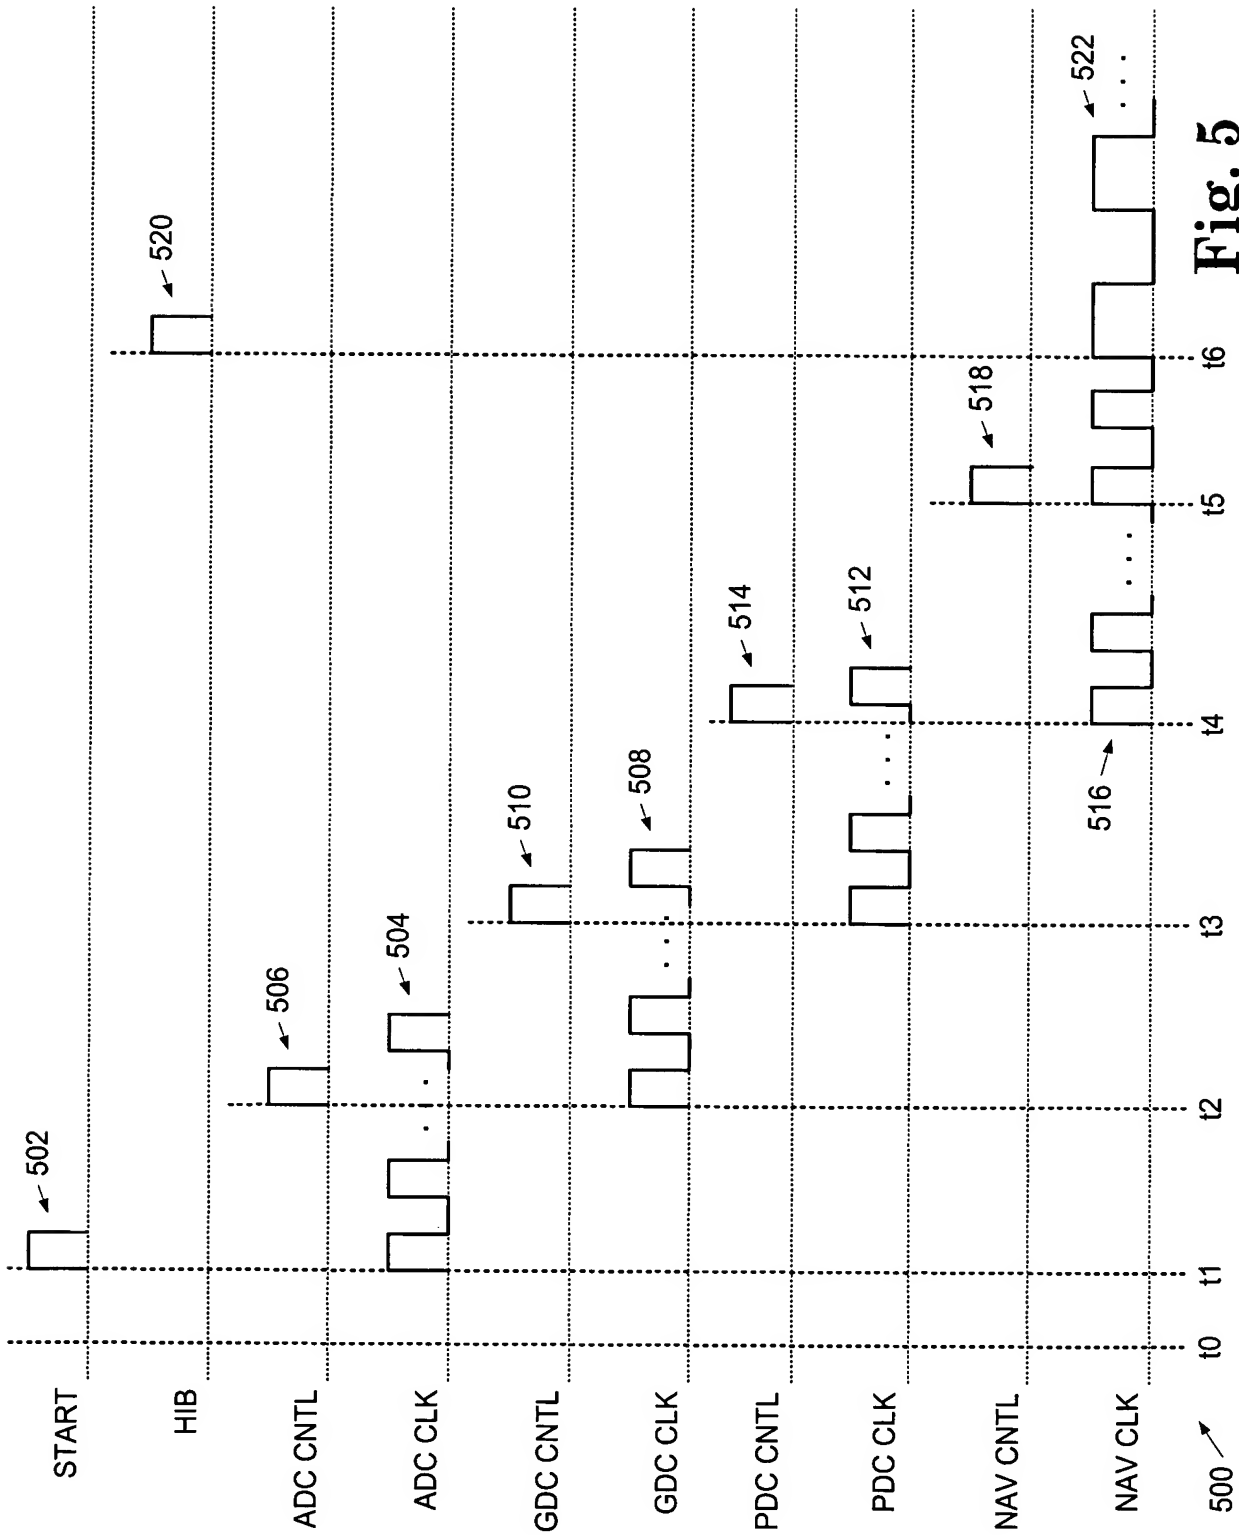 START
502
HIB
520
ADC CNTL
506
ADC CLK
504
GDC CNTL
510
GDC CLK
508
PDC CNTL
514
PDC CLK
512
NAV CNTL
518
NAV CLK
516
522
t0 t1 t2 t3 t4 t5 t6
500
Fig. 5